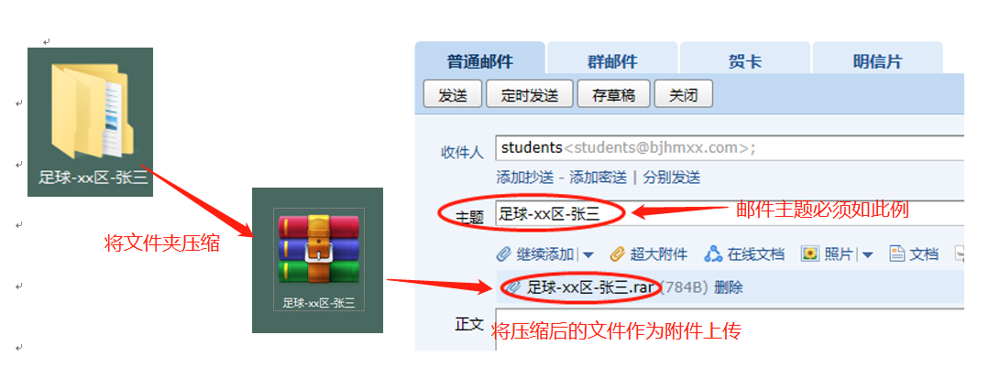 足球-xx区-张三
将文件夹压缩
足球-xx区-张三
普通邮件 群邮件 贺卡 明信片
发送 定时发送 存草稿 关闭
收件人 students<students@bjhmxx.com>;
添加抄送 - 添加密送 | 分别发送
主题 足球-xx区-张三 邮件主题必须如此例
继续添加 | 超大附件 在线文档 照片 | 文档
足球-xx区-张三.rar (784B) 删除
正文 将压缩后的文件作为附件上传